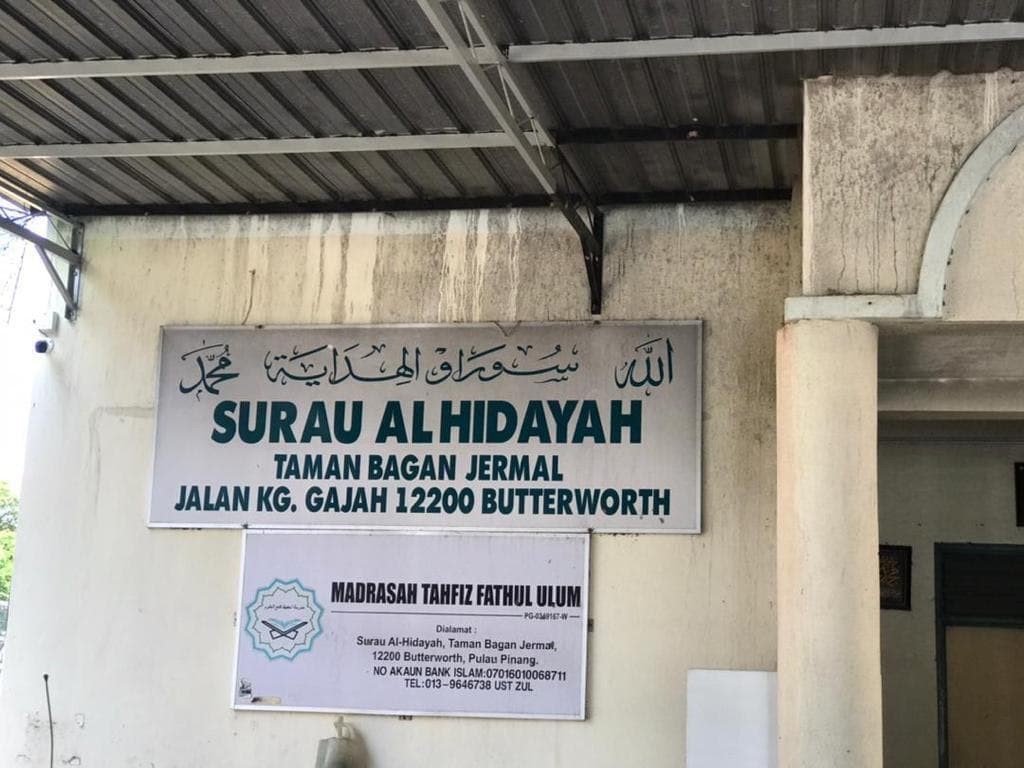 الله سوراو الهداية محمد
SURAU AL HIDAYAH
TAMAN BAGAN JERMAL
JALAN KG. GAJAH 12200 BUTTERWORTH
MADRASAH TAHFIZ FATHUL ULUM
PG-0349167-W
Dialamat :
Surau Al-Hidayah, Taman Bagan Jermal,
12200 Butterworth, Pulau Pinang.
NO AKAUN BANK ISLAM:07016010068711
TEL:013-9646738 UST ZUL